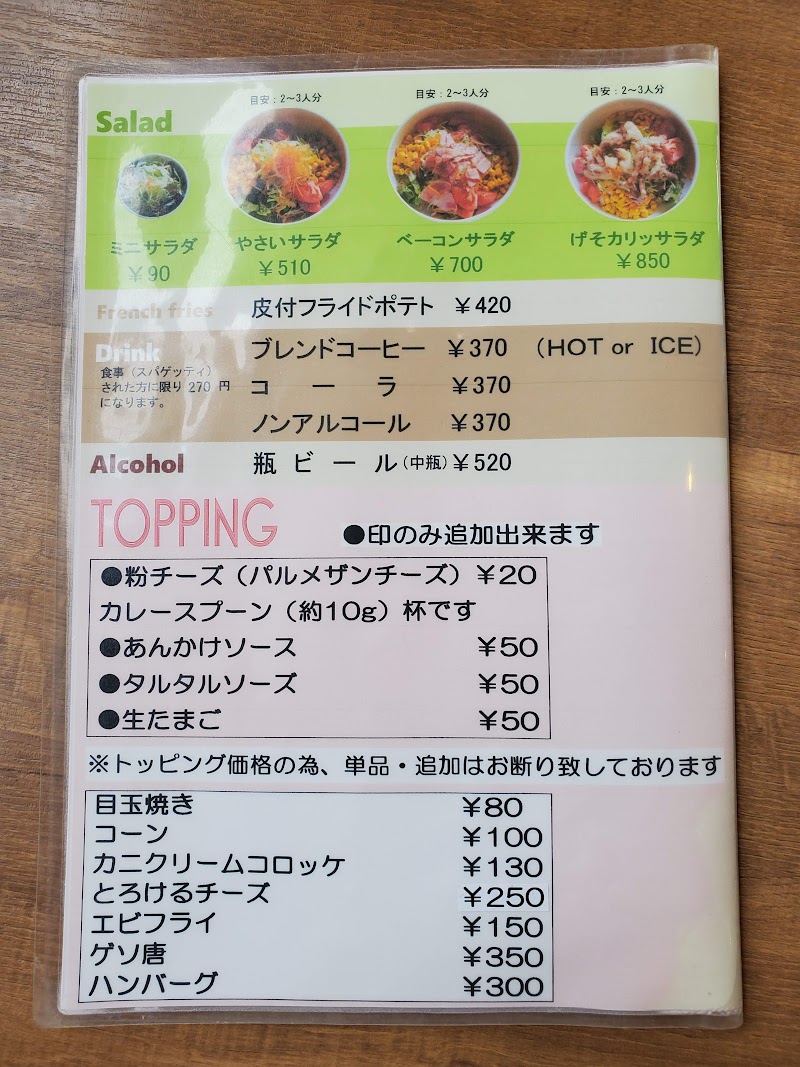 Salad
目安：2～3人分
目安：2～3人分
目安：2～3人分
ミニサラダ
¥90
やさいサラダ
¥510
ベーコンサラダ
¥700
げそカリッサラダ
¥850
French fries 皮付フライドポテト ¥420
Drink
食事（スパゲッティ）
された方に限り 270 円
になります。
ブレンドコーヒー ¥370 （HOT or ICE）
コーラ ¥370
ノンアルコール ¥370
Alcohol 瓶ビール（中瓶）¥520
TOPPING ●印のみ追加出来ます
●粉チーズ（パルメザンチーズ）¥20
カレースプーン（約10g）杯です
●あんかけソース ¥50
●タルタルソーズ ¥50
●生たまご ¥50
※トッピング価格の為、単品・追加はお断り致しております
目玉焼き ¥80
コーン ¥100
カニクリームコロッケ ¥130
とろけるチーズ ¥250
エビフライ ¥150
ゲソ唐 ¥350
ハンバーグ ¥300